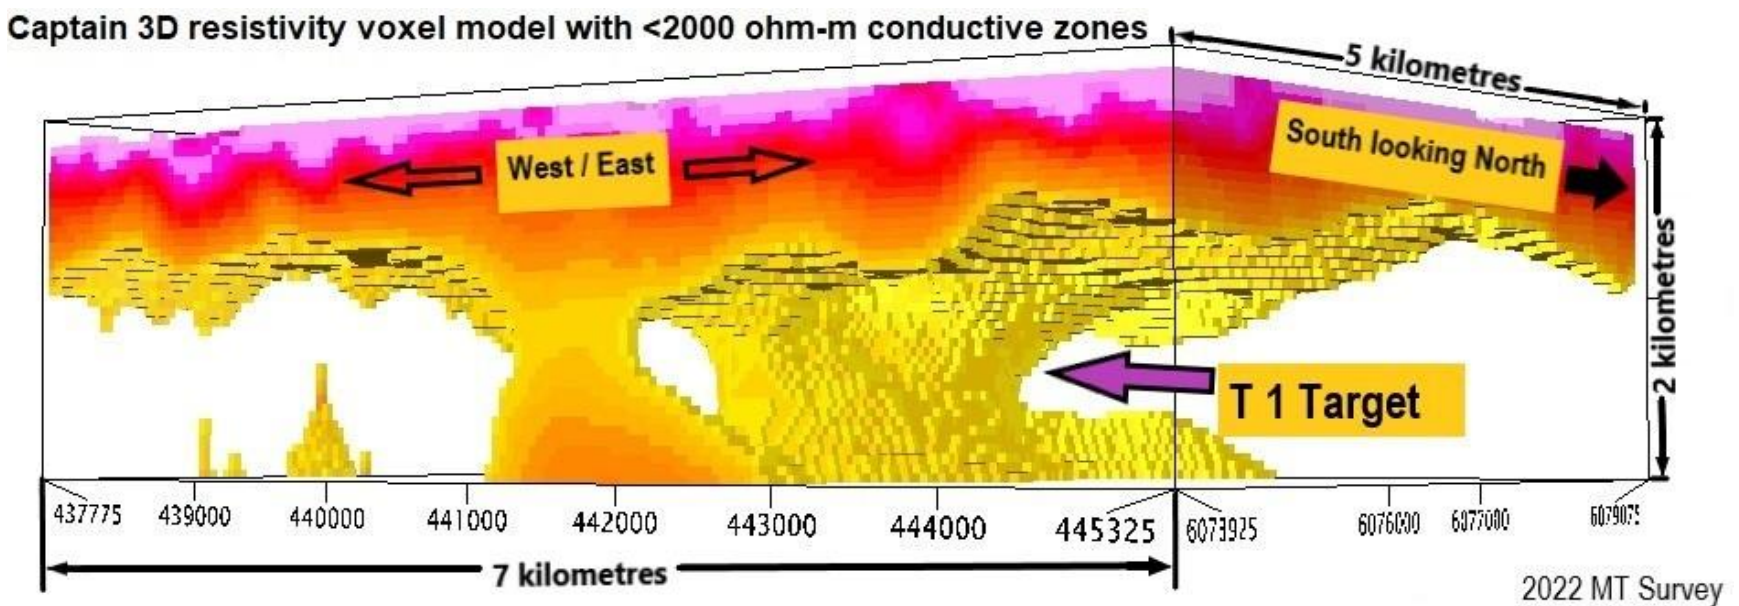 Captain 3D resistivity voxel model with <2000 ohm-m conductive zones
5 kilometres
West / East
South looking North
2 kilometres
T 1 Target
437775 439000 440000 441000 442000 443000 444000 445325 6073925 6076000 6077000 6079075
7 kilometres
2022 MT Survey